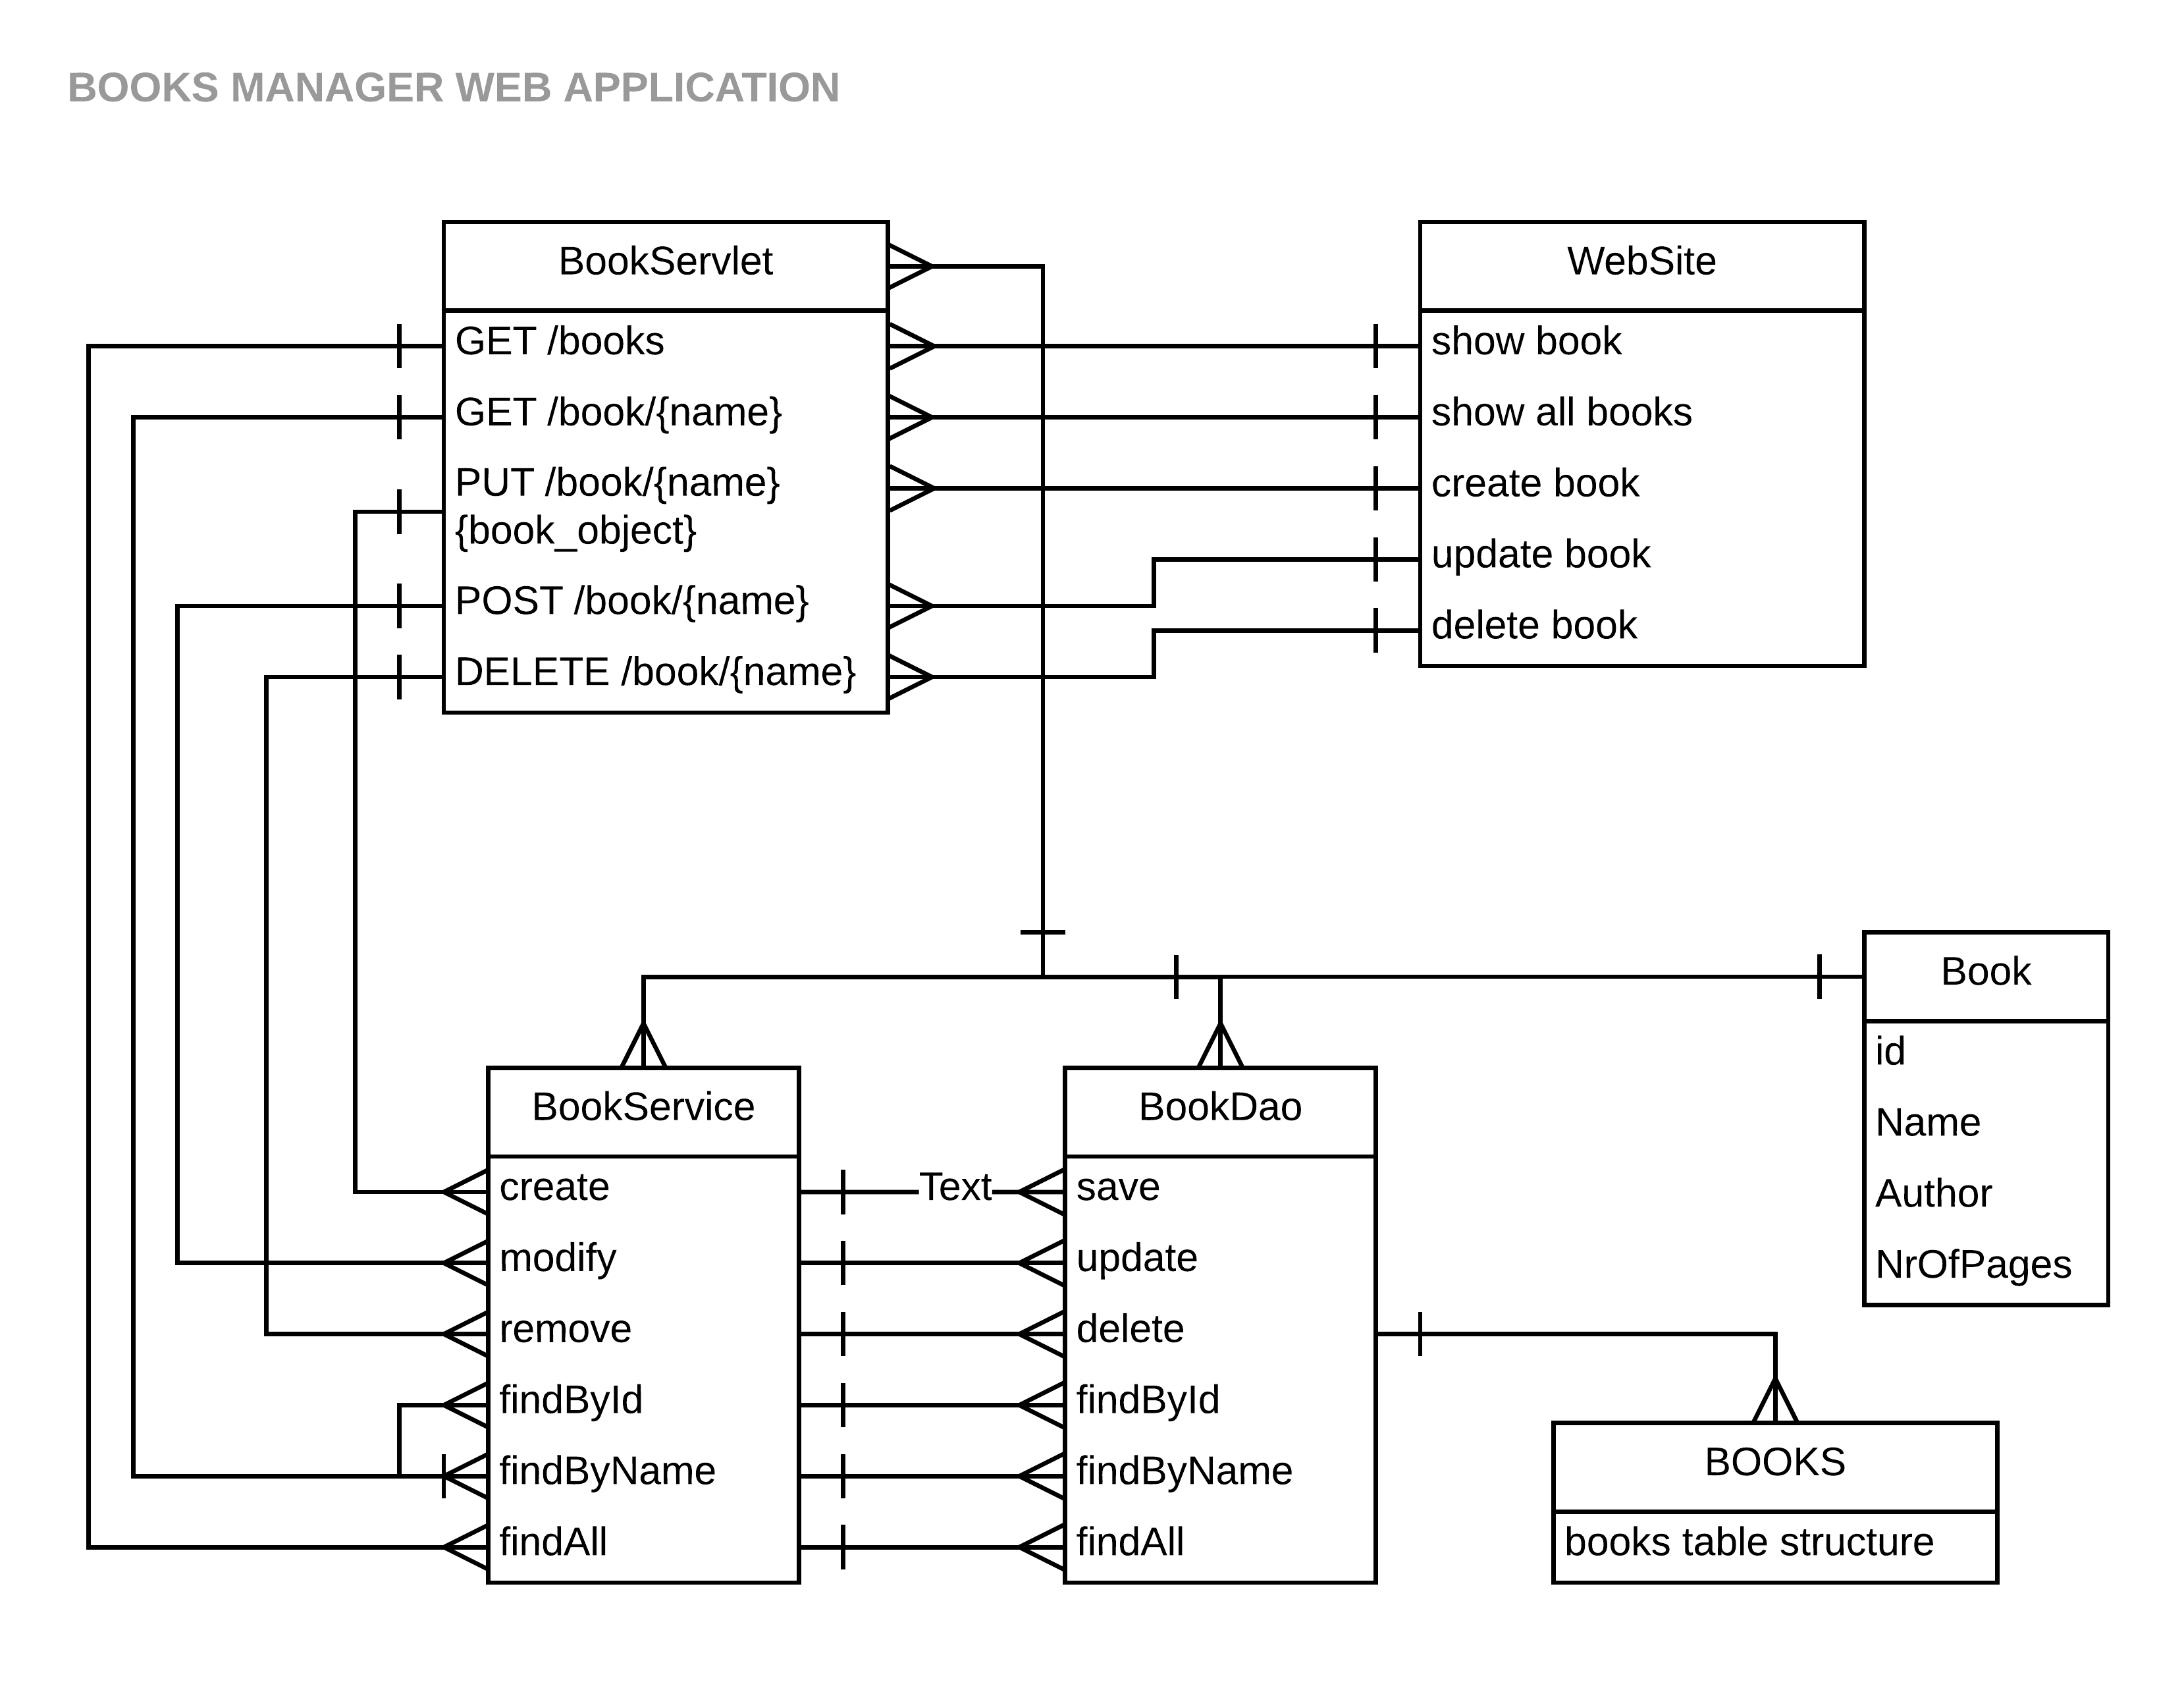 BOOKS MANAGER WEB APPLICATION
BookServlet
GET /books
GET /book/{name}
PUT /book/{name}
{book_object}
POST /book/{name}
DELETE /book/{name}
WebSite
show book
show all books
create book
update book
delete book
Book
id
Name
Author
NrOfPages
BookService
create
modify
remove
findById
findByName
findAll
Text
BookDao
save
update
delete
findById
findByName
findAll
BOOKS
books table structure